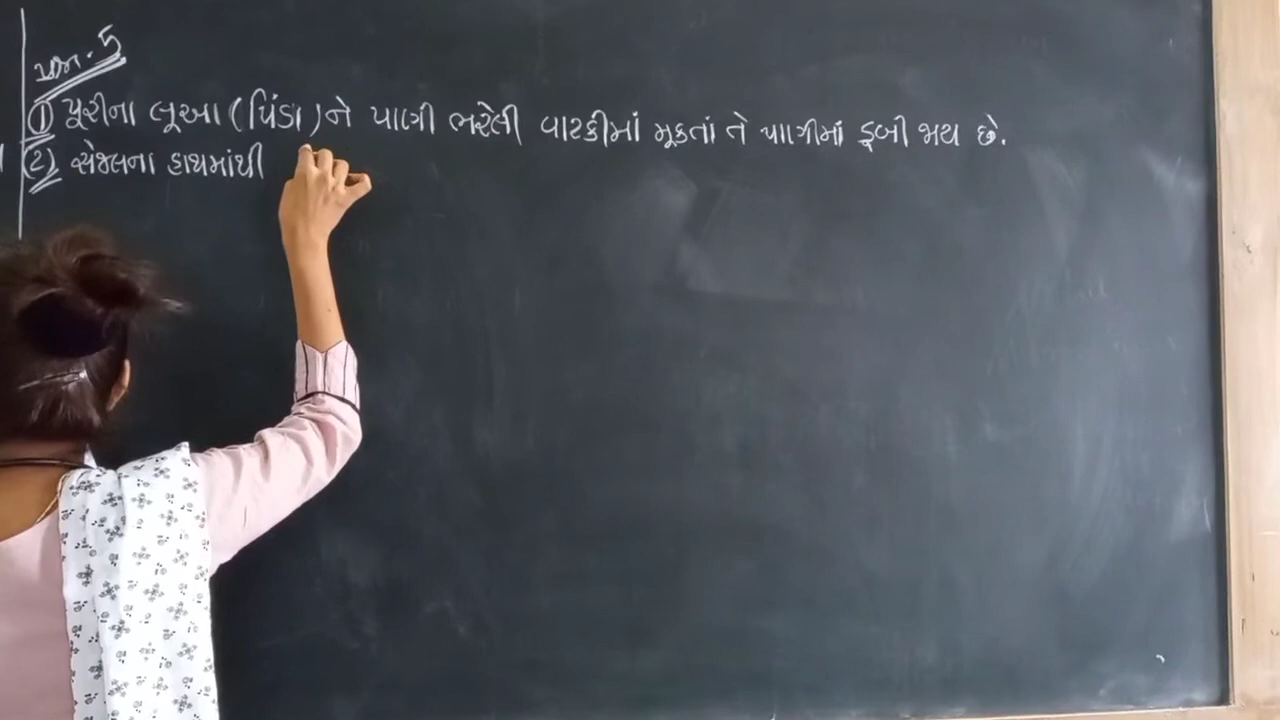 પ્રશ્ન.5
(1) પૂરીના લૂઆ (પિંડા) ને પાણી ભરેલી વાટકીમાં મૂકતાં તે પાણીમાં ડૂબી જાય છે.
(2) સેજલના હાથમાંથી